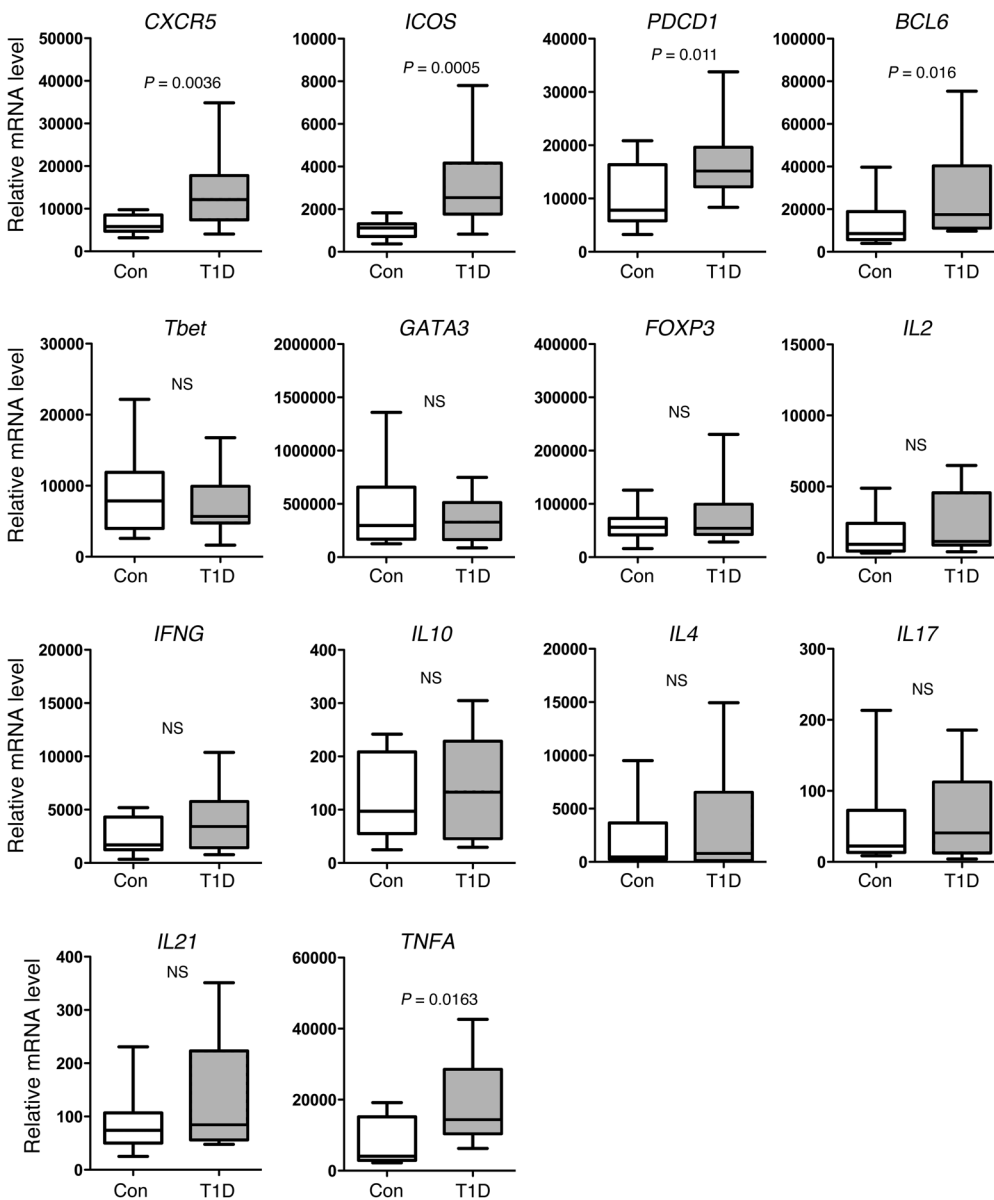 CXCR5 ICOS PDCD1 BCL6
Relative mRNA level
50000 40000 30000 20000 10000 0
P = 0.0036
Con T1D
10000 8000 6000 4000 2000 0
P = 0.0005
Con T1D
40000 30000 20000 10000 0
P = 0.011
Con T1D
100000 80000 60000 40000 20000 0
P = 0.016
Con T1D
Tbet GATA3 FOXP3 IL2
Relative mRNA level
30000 20000 10000 0
NS
Con T1D
2000000 1500000 1000000 500000 0
NS
Con T1D
400000 300000 200000 100000 0
NS
Con T1D
15000 10000 5000 0
NS
Con T1D
IFNG IL10 IL4 IL17
Relative mRNA level
20000 15000 10000 5000 0
NS
Con T1D
400 300 200 100 0
NS
Con T1D
20000 15000 10000 5000 0
NS
Con T1D
300 200 100 0
NS
Con T1D
IL21 TNFA
Relative mRNA level
400 300 200 100 0
NS
Con T1D
60000 40000 20000 0
P = 0.0163
Con T1D